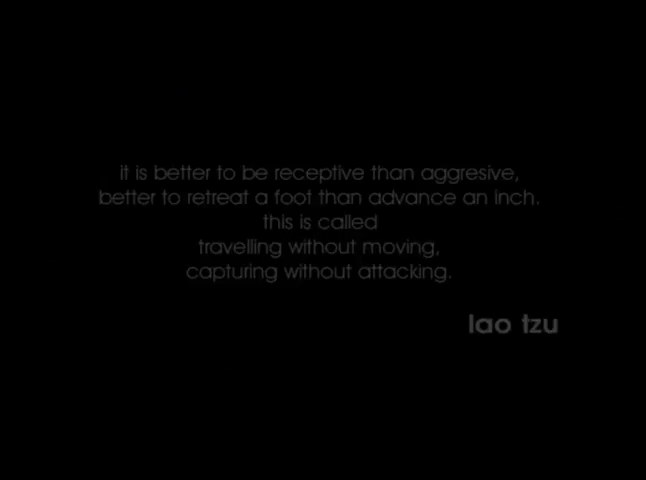 it is better to be receptive than aggresive,
better to retreat a foot than advance an inch.
this is called
travelling without moving,
capturing without attacking.
lao tzu